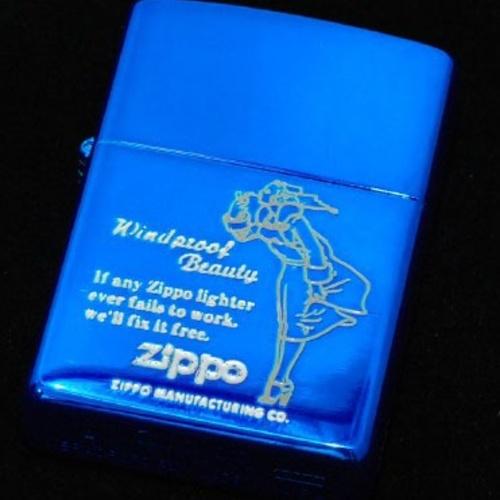 Windproof
Beauty
If any Zippo lighter
ever fails to work,
we'll fix it free.
Zippo
ZIPPO MANUFACTURING CO.